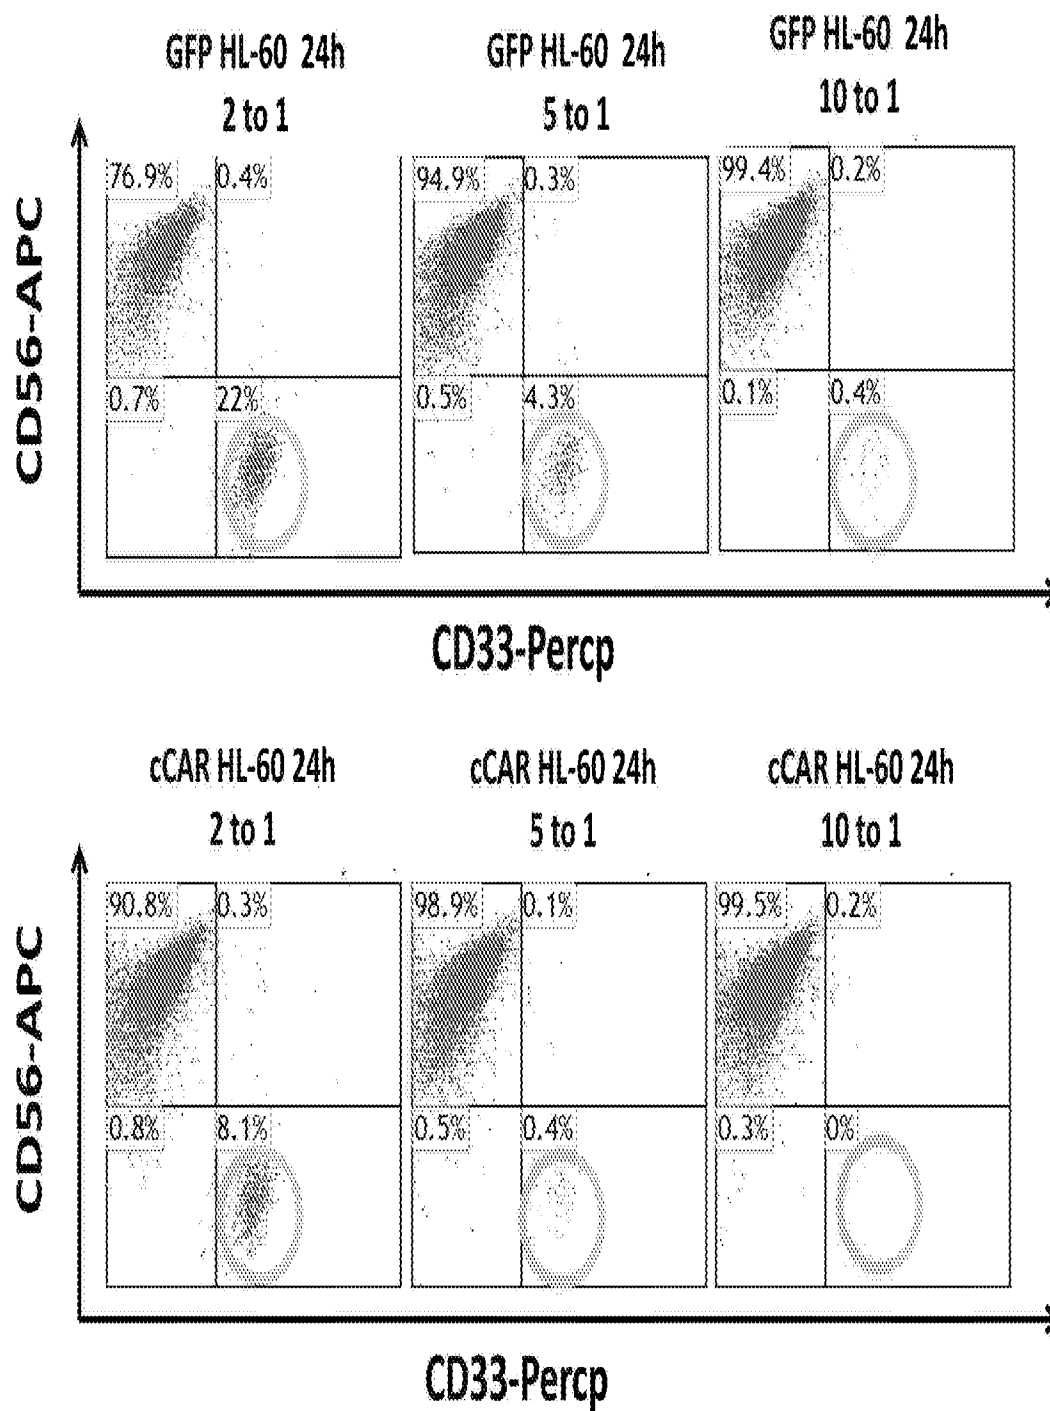 GFP HL-60 24h
2 to 1
GFP HL-60 24h
5 to 1
GFP HL-60 24h
10 to 1
CD56-APC
76.9% 0.4%
0.7% 22%
94.9% 0.3%
0.5% 4.3%
99.4% 0.2%
0.1% 0.4%
CD33-Percp
cCAR HL-60 24h
2 to 1
cCAR HL-60 24h
5 to 1
cCAR HL-60 24h
10 to 1
CD56-APC
90.8% 0.3%
0.8% 8.1%
98.9% 0.1%
0.5% 0.4%
99.5% 0.2%
0.3% 0%
CD33-Percp